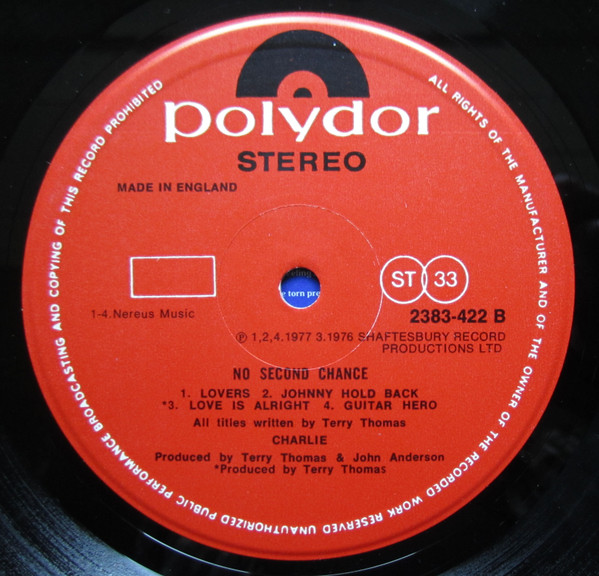 ALL RIGHTS OF THE MANUFACTURER AND OF THE OWNER OF THE RECORDED WORK RESERVED UNAUTHORIZED PUBLIC PERFORMANCE BROADCASTING AND COPYING OF THIS RECORD PROHIBITED
polydor
STEREO
MADE IN ENGLAND
ST 33
e torn pre
1-4.Nereus Music
2383-422 B
℗ 1,2,4.1977 3.1976 SHAFTESBURY RECORD
PRODUCTIONS LTD
NO SECOND CHANCE
1. LOVERS 2. JOHNNY HOLD BACK
*3. LOVE IS ALRIGHT 4. GUITAR HERO
All titles written by Terry Thomas
CHARLIE
Produced by Terry Thomas & John Anderson
*Produced by Terry Thomas